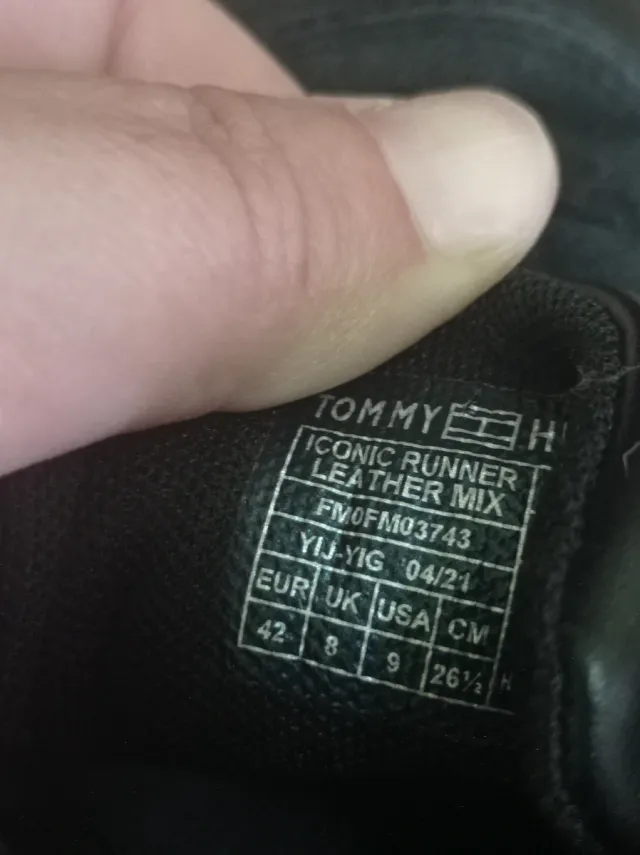 TOMMY H
ICONIC RUNNER
LEATHER MIX
FM0FM03743
YIJ-YIG 04/21
EUR UK USA CM
42 8 9 26½